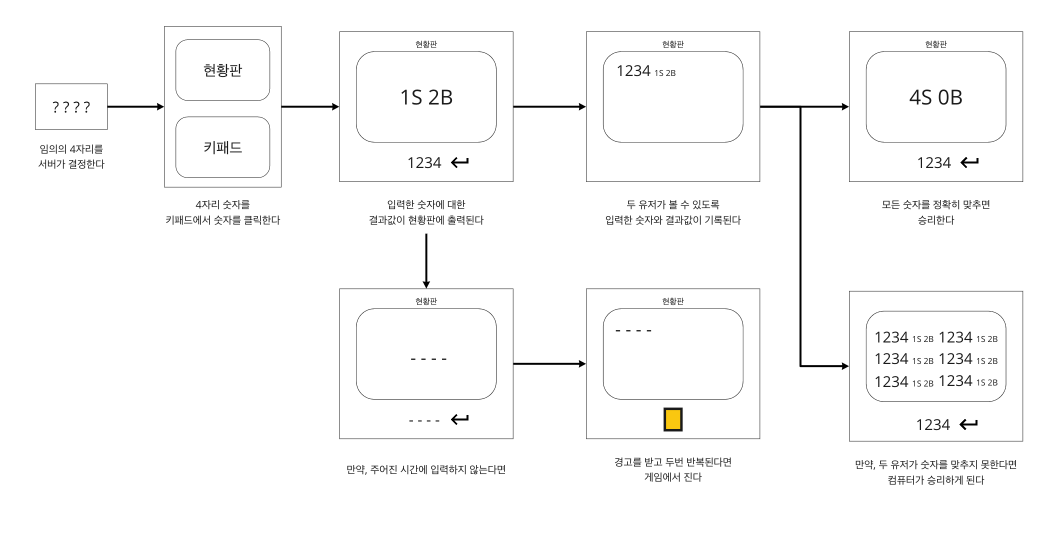 ? ? ? ?
임의의 4자리를
서버가 결정한다
현황판
키패드
4자리 숫자를
키패드에서 숫자를 클릭한다
현황판
1S 2B
1234
입력한 숫자에 대한
결과값이 현황판에 출력된다
현황판
1234 1S 2B
두 유저가 볼 수 있도록
입력한 숫자와 결과값이 기록된다
현황판
4S 0B
1234
모든 숫자를 정확히 맞추면
승리한다
현황판
- - - -
- - - -
만약, 주어진 시간에 입력하지 않는다면
현황판
- - - -
경고를 받고 두번 반복된다면
게임에서 진다
1234 1S 2B 1234 1S 2B
1234 1S 2B 1234 1S 2B
1234 1S 2B 1234 1S 2B
1234
만약, 두 유저가 숫자를 맞추지 못한다면
컴퓨터가 승리하게 된다